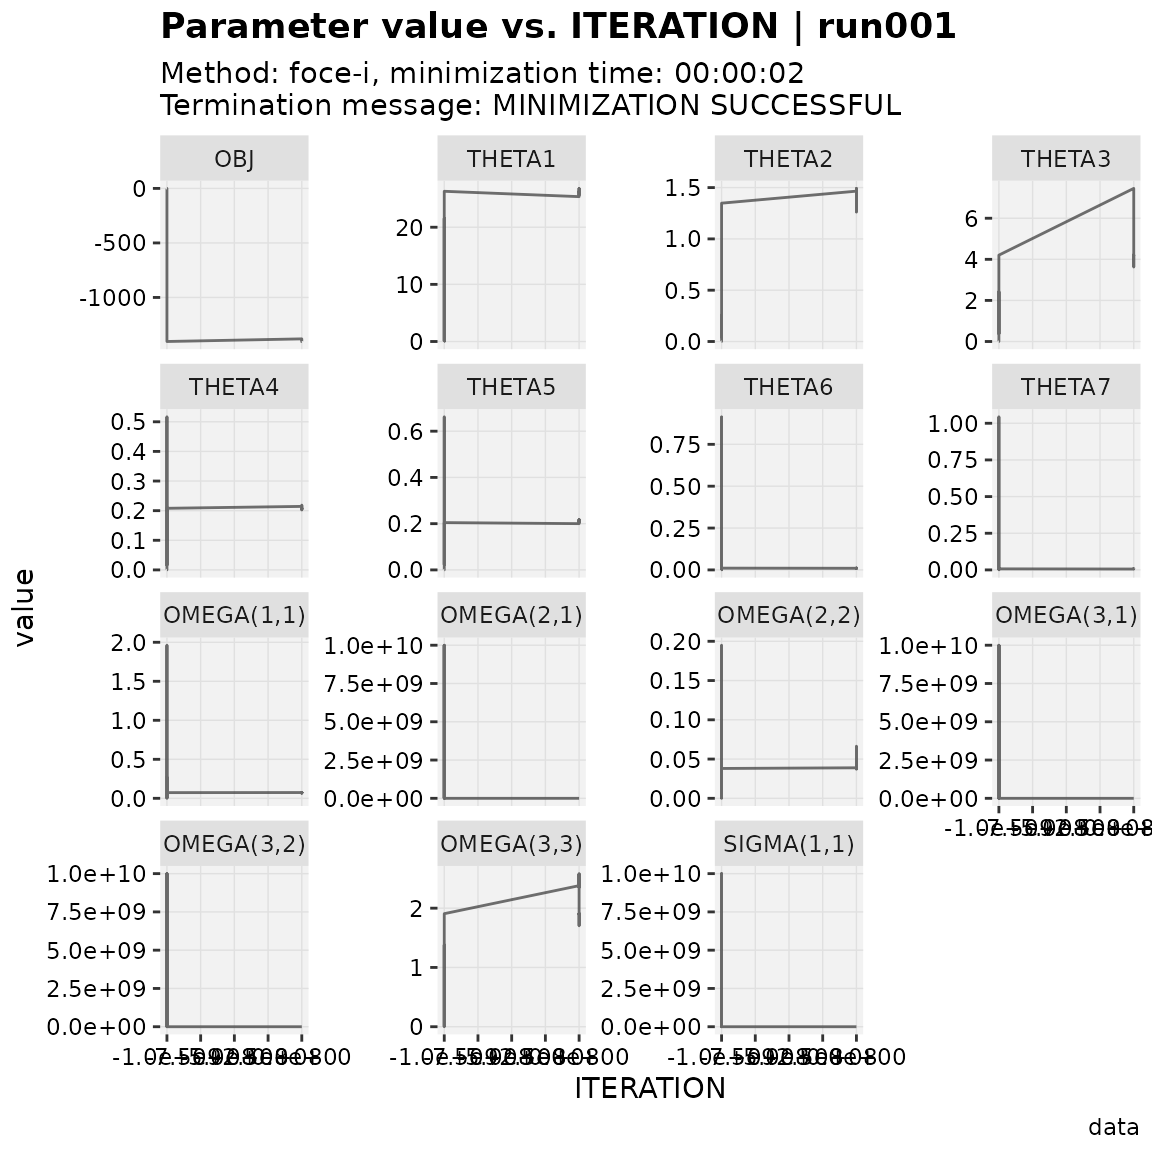 Parameter value vs. ITERATION | run001
Method: foce-i, minimization time: 00:00:02
Termination message: MINIMIZATION SUCCESSFUL
OBJ
THETA1
THETA2
THETA3
0
-500
-1000
20
10
0
1.5
1.0
0.5
0.0
6
4
2
0
THETA4
THETA5
THETA6
THETA7
0.5
0.4
0.3
0.2
0.1
0.0
0.6
0.4
0.2
0.0
0.75
0.50
0.25
0.00
1.00
0.75
0.50
0.25
0.00
value
OMEGA(1,1)
OMEGA(2,1)
OMEGA(2,2)
OMEGA(3,1)
2.0
1.5
1.0
0.5
0.0
1.0e+10
7.5e+09
5.0e+09
2.5e+09
0.0e+00
0.20
0.15
0.10
0.05
0.00
1.0e+10
7.5e+09
5.0e+09
2.5e+09
0.0e+00
OMEGA(3,2)
OMEGA(3,3)
SIGMA(1,1)
1.0e+10
7.5e+09
5.0e+09
2.5e+09
0.0e+00
2
1
0
1.0e+10
7.5e+09
5.0e+09
2.5e+09
0.0e+00
ITERATION
data